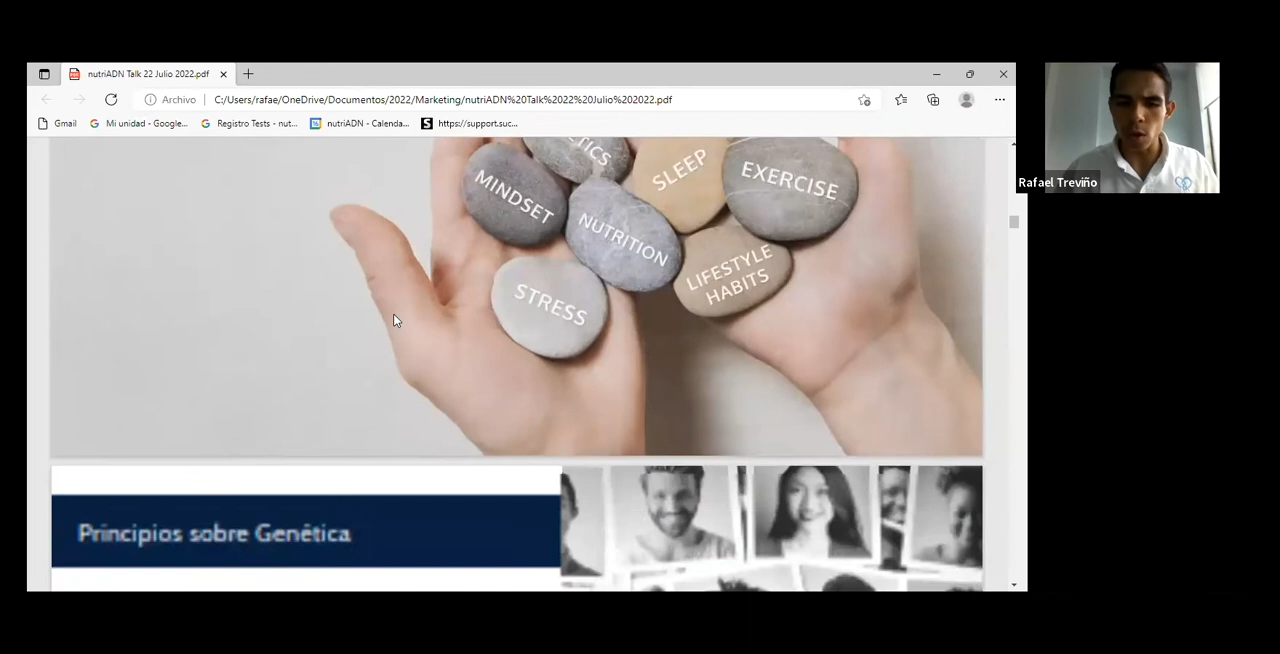 nutriADN Talk 22 Julio 2022.pdf
Archivo
C:/Users/rafae/OneDrive/Documentos/2022/Marketing/nutriADN%20Talk%2022%20Julio%202022.pdf
Gmail
Mi unidad - Google...
Registro Tests - nut...
nutriADN - Calenda...
https://support.suc...
SLEEP
EXERCISE
MINDSET
NUTRITION
LIFESTYLE
HABITS
STRESS
Rafael Treviño
Principios sobre Genética